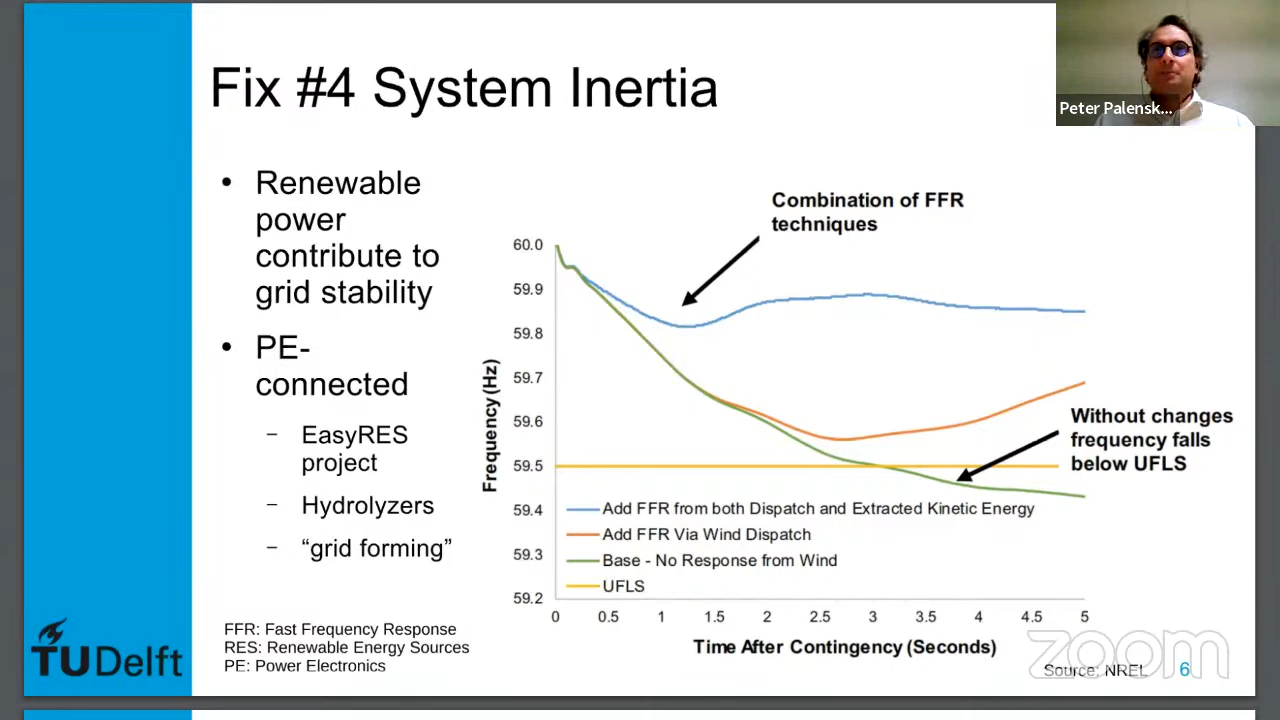 Fix #4 System Inertia
Peter Palensk...
• Renewable
power
contribute to
grid stability
• PE-
connected
– EasyRES
project
– Hydrolyzers
– “grid forming”
FFR: Fast Frequency Response
RES: Renewable Energy Sources
PE: Power Electronics
TUDelft
Combination of FFR
techniques
60.0
59.9
59.8
59.7
59.6
59.5
59.4
59.3
59.2
Frequency (Hz)
Without changes
frequency falls
below UFLS
Add FFR from both Dispatch and Extracted Kinetic Energy
Add FFR Via Wind Dispatch
Base - No Response from Wind
UFLS
0 0.5 1 1.5 2 2.5 3 3.5 4 4.5 5
Time After Contingency (Seconds)
Source: NREL
6
zoom